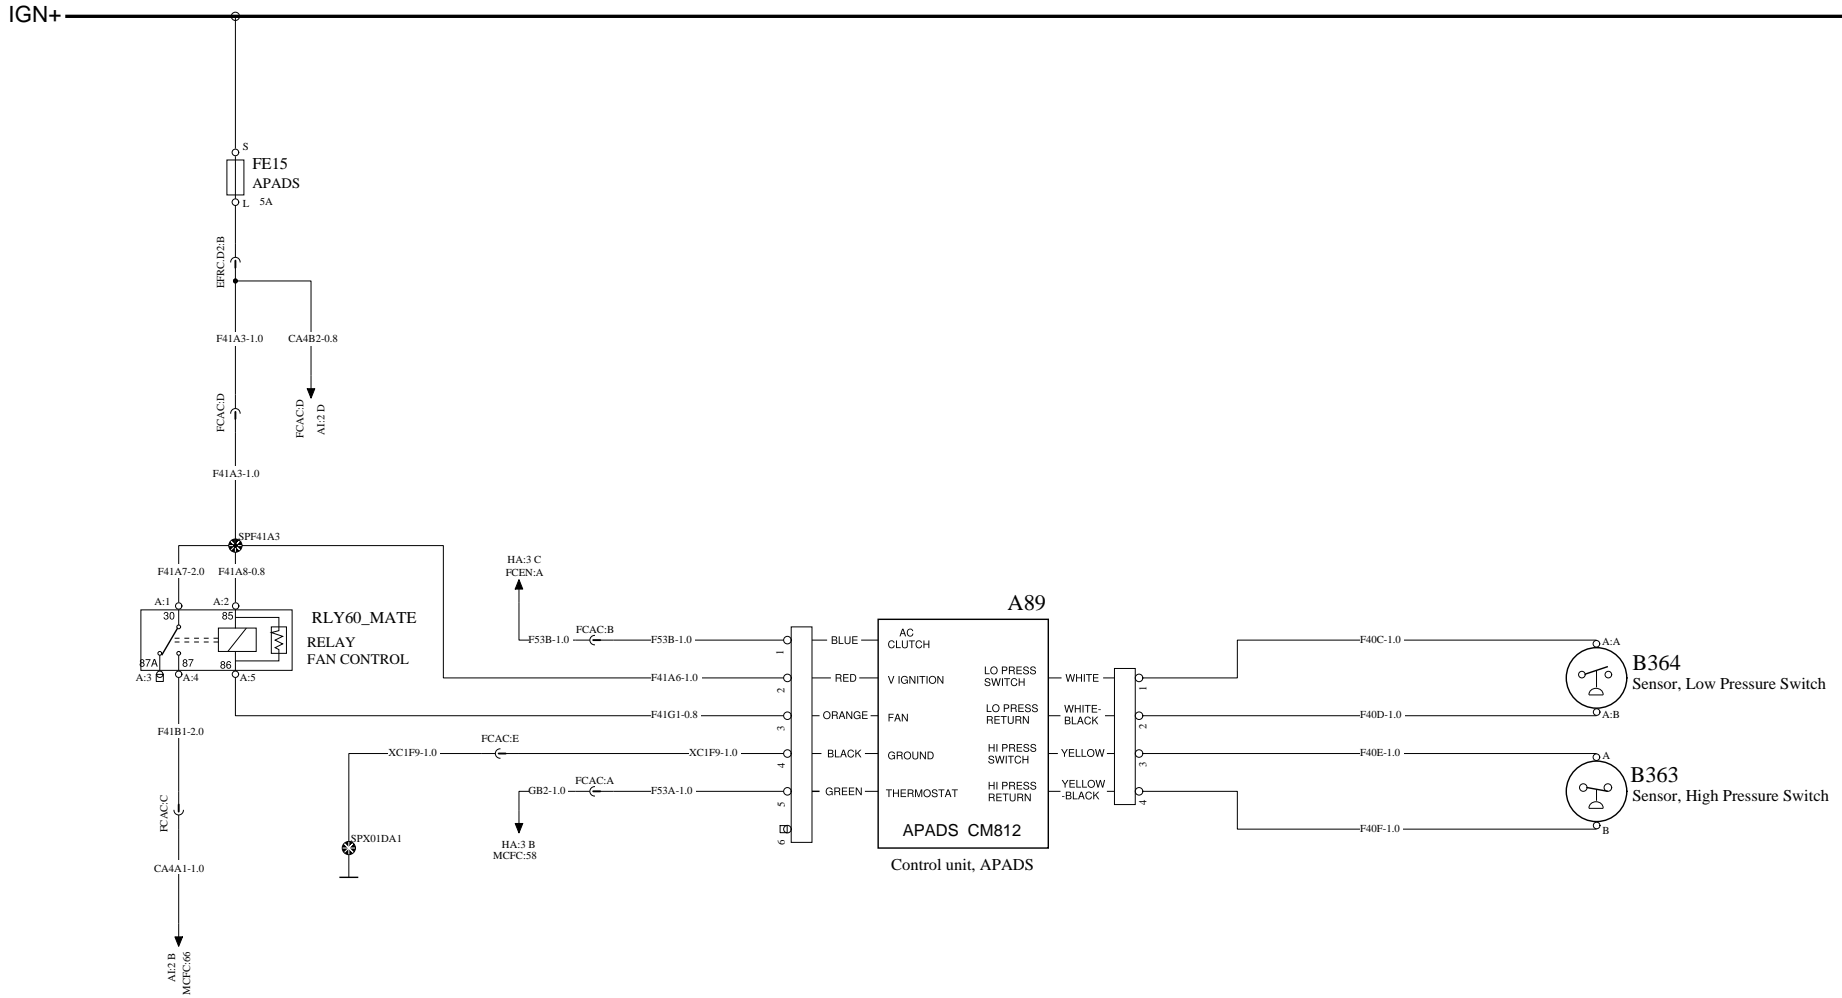 IGN+
S
FE15
APADS
L 5A
EFRC.D2:B
F41A3-1.0
CA4B2-0.8
FCAC:D
FCAC:D
AI:2 D
F41A3-1.0
SPF41A3
F41A7-2.0
F41A8-0.8
A:1
A:2
30
85
RLY60_MATE
RELAY
FAN CONTROL
87A
87
86
A:3
A:4
A:5
F41B1-2.0
FCAC:C
CA4A1-1.0
AI:2 B
MCFC:66
HA:3 C
FCEN:A
F53B-1.0
FCAC:B
F53B-1.0
F41A6-1.0
F41G1-0.8
XC1F9-1.0
FCAC:E
XC1F9-1.0
SPX01DA1
GB2-1.0
FCAC:A
F53A-1.0
HA:3 B
MCFC:58
1
2
3
4
5
6
BLUE
RED
ORANGE
BLACK
GREEN
A89
AC
CLUTCH
V IGNITION
FAN
GROUND
THERMOSTAT
LO PRESS
SWITCH
LO PRESS
RETURN
HI PRESS
SWITCH
HI PRESS
RETURN
APADS CM812
Control unit, APADS
WHITE
WHITE-
BLACK
YELLOW
YELLOW
-BLACK
1
2
3
4
F40C-1.0
F40D-1.0
F40E-1.0
F40F-1.0
A:A
B364
Sensor, Low Pressure Switch
A:B
A
B363
Sensor, High Pressure Switch
B